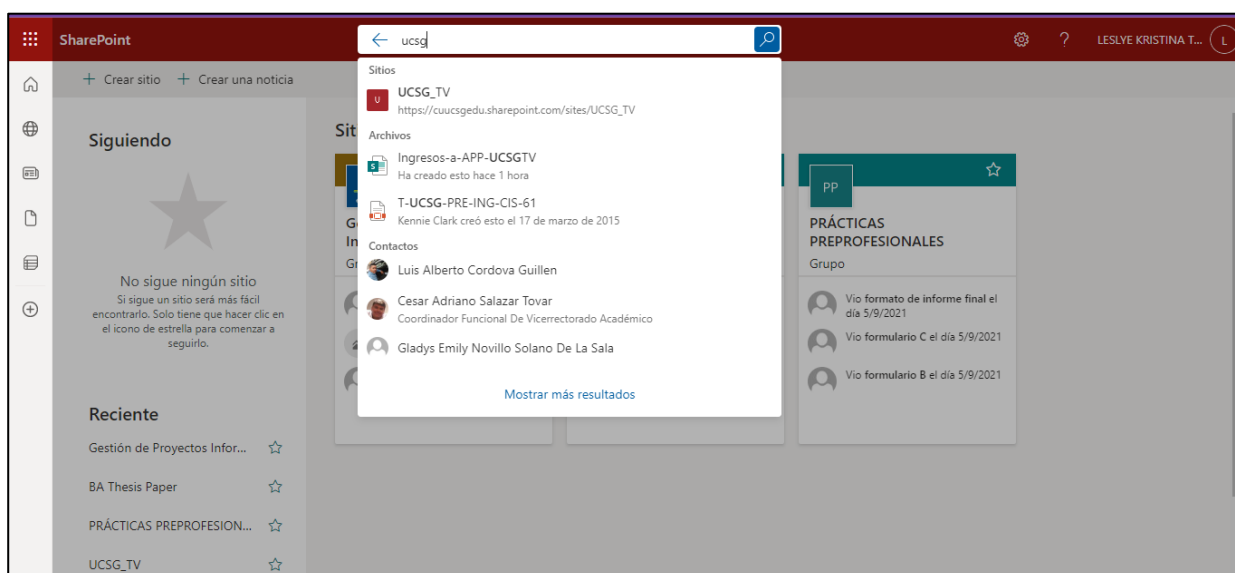 SharePoint
ucsg
LESLYE KRISTINA T...
L
Crear sitio
Crear una noticia
Siguiendo
No sigue ningún sitio
Si sigue un sitio será más fácil
encontrarlo. Solo tiene que hacer clic en
el icono de estrella para comenzar a
seguirlo.
Reciente
Gestión de Proyectos Infor...
BA Thesis Paper
PRÁCTICAS PREPROFESION...
UCSG_TV
Sit
G
In
Gr
Sitios
U
UCSG_TV
https://cuucsgedu.sharepoint.com/sites/UCSG_TV
Archivos
Ingresos-a-APP-UCSGTV
Ha creado esto hace 1 hora
T-UCSG-PRE-ING-CIS-61
Kennie Clark creó esto el 17 de marzo de 2015
Contactos
Luis Alberto Cordova Guillen
Cesar Adriano Salazar Tovar
Coordinador Funcional De Vicerrectorado Académico
Gladys Emily Novillo Solano De La Sala
Mostrar más resultados
PP
PRÁCTICAS
PREPROFESIONALES
Grupo
Vio formato de informe final el
día 5/9/2021
Vio formulario C el día 5/9/2021
Vio formulario B el día 5/9/2021